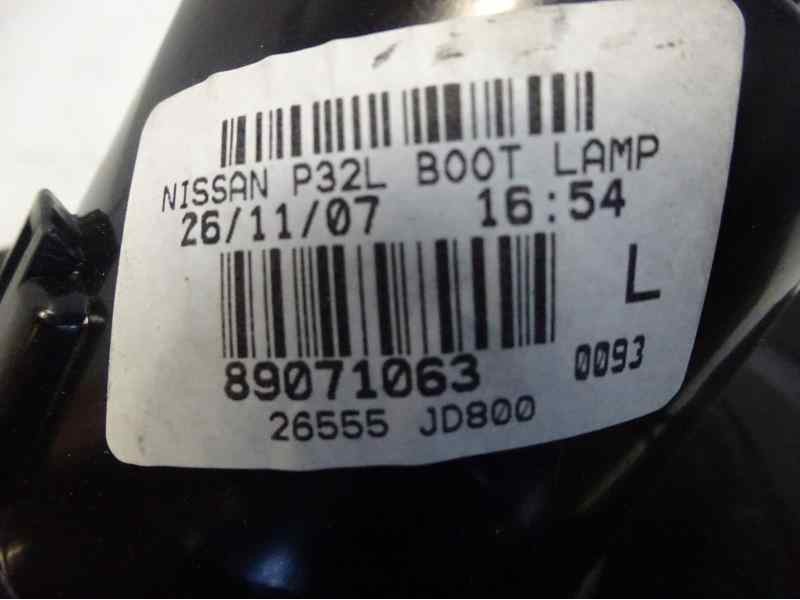 NISSAN P32L BOOT LAMP
26/11/07 16:54
L
89071063 0093
26555 JD800